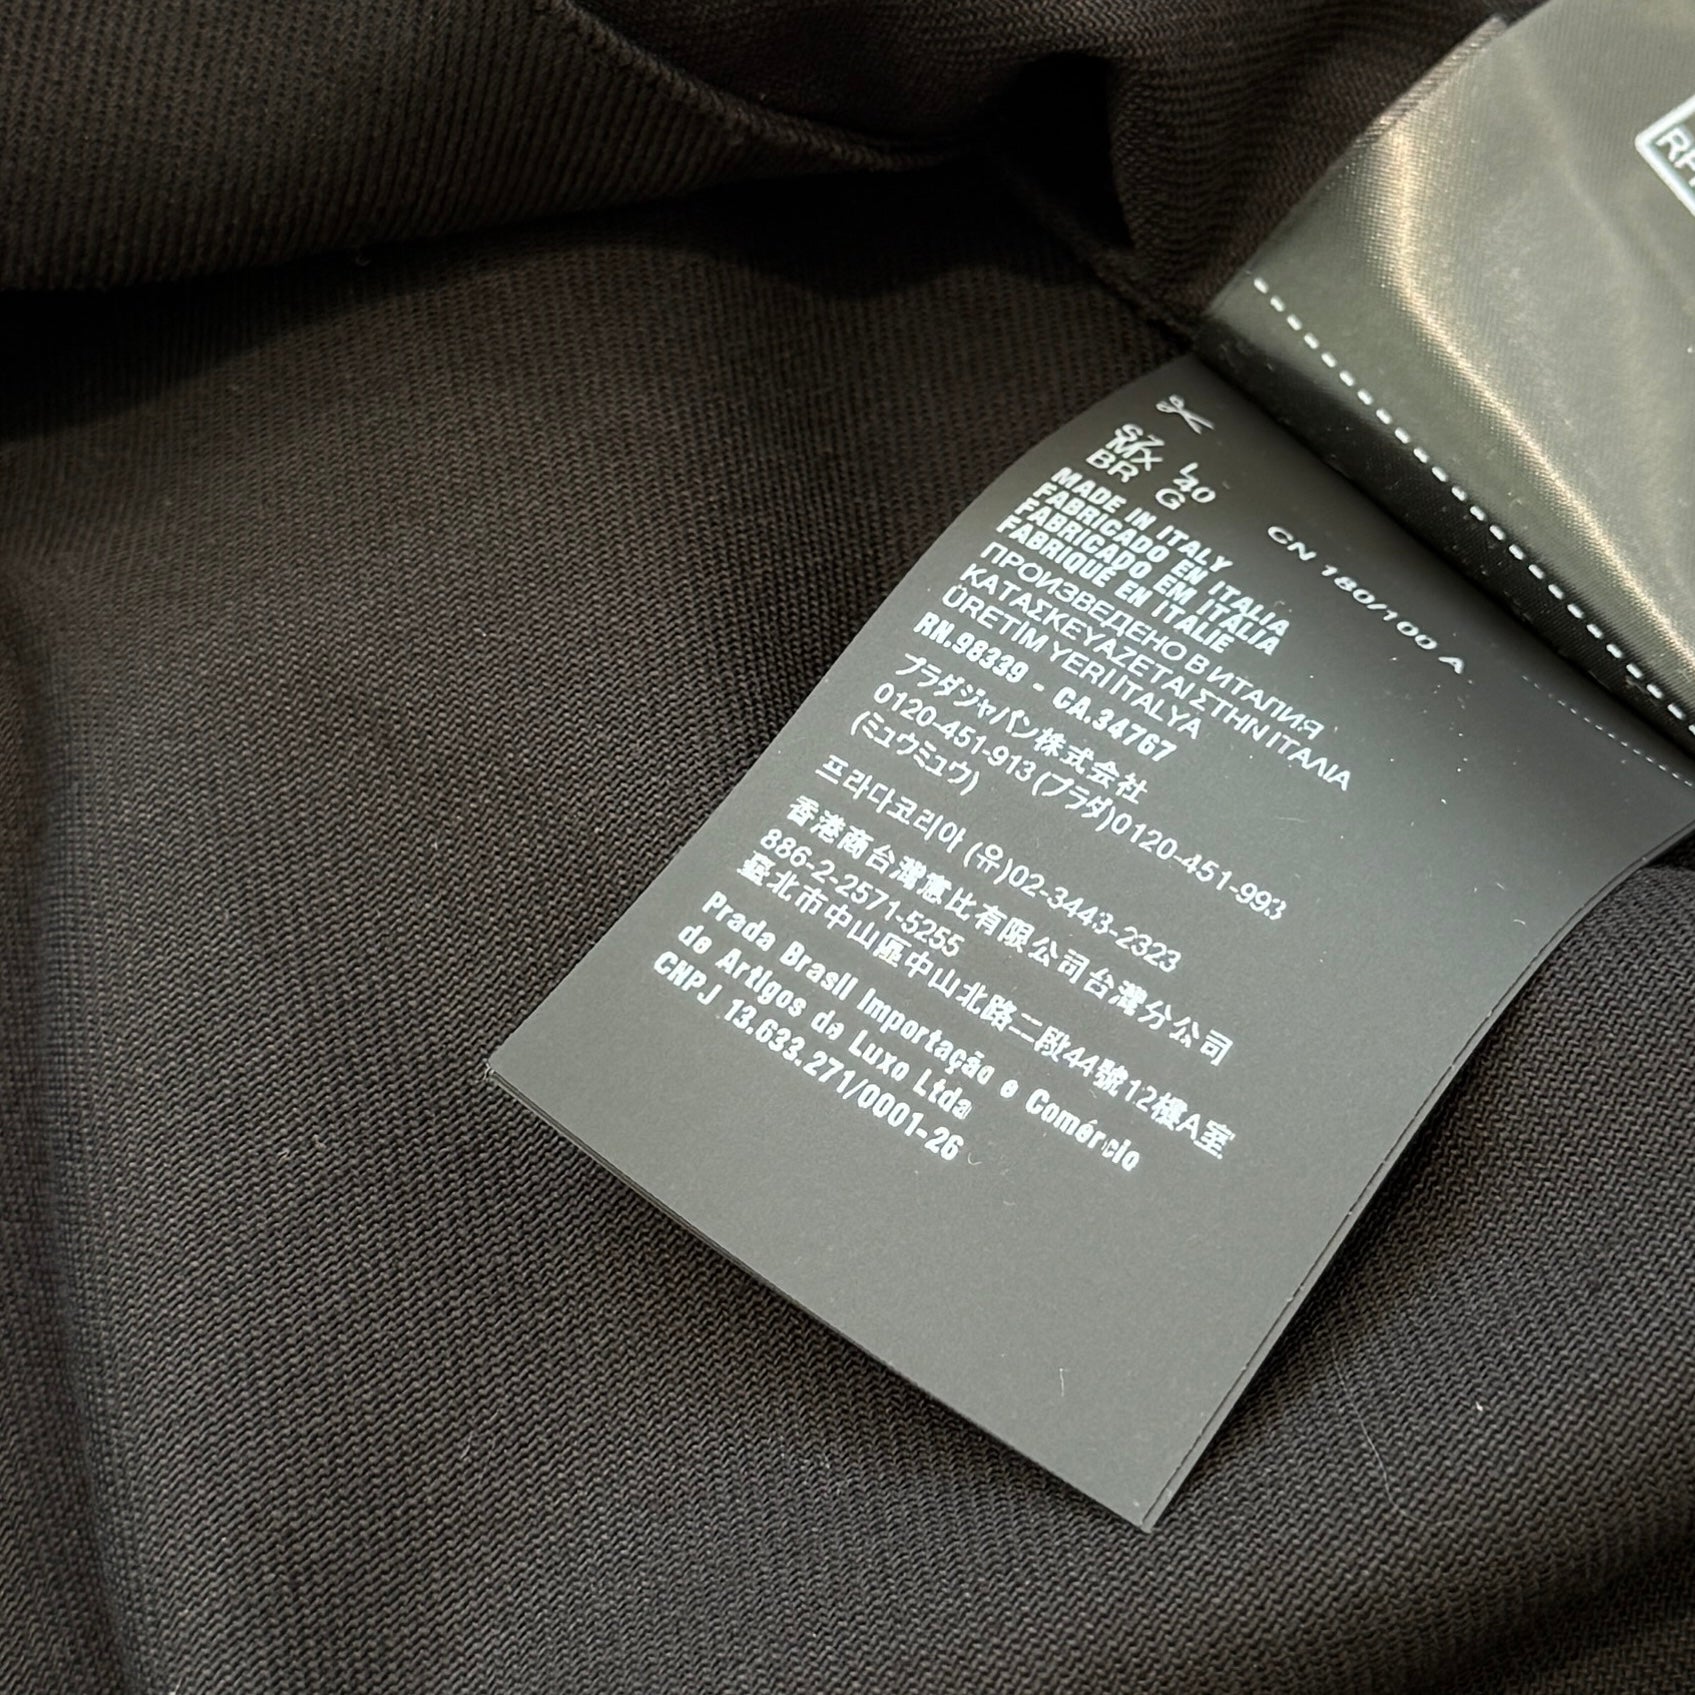 SZ L CN 180/100 A
MX 40
BR G
MADE IN ITALY
FABRICADO EN ITALIA
FABRICADO EM ITALIA
FABRIQUÉ EN ITALIE
ПРОИЗВЕДЕНО В ИТАЛИЯ
ΚΑΤΑΣΚΕΥΑΖΕΤΑΙ ΣΤΗΝ ΙΤΑΛΙΑ
ÜRETİM YERİ İTALYA
RN.98339 - CA.34767
プラダジャパン株式会社
0120-451-913 (プラダ)0120-451-993
(ミュウミュウ)
프라다코리아 (유)02-3443-2323
香港商台灣蕙比有限公司台灣分公司
886-2-2571-5255
臺北市中山區中山北路二段44號12樓A室
Prada Brasil Importação e Comércio
de Artigos de Luxo Ltda
CNPJ 13.633.271/0001-26